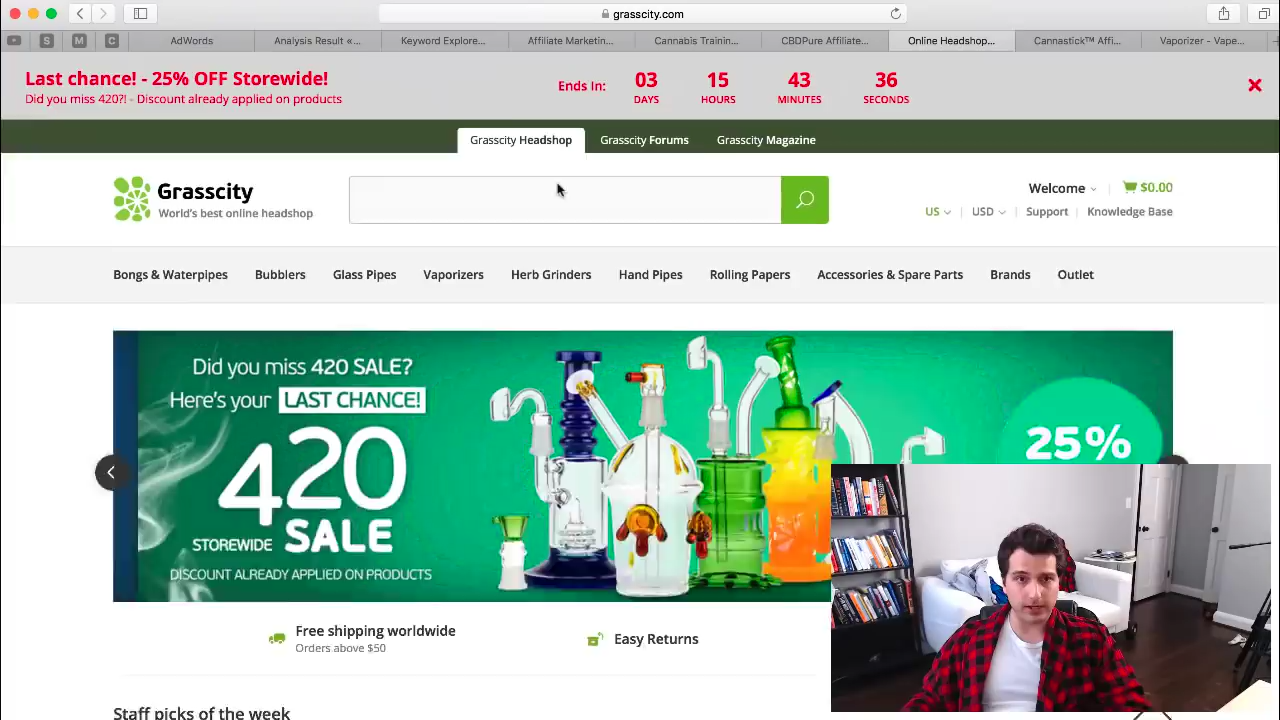 grasscity.com
S
M
C
AdWords
Analysis Result «...
Keyword Explore...
Affiliate Marketin...
Cannabis Trainin...
CBDPure Affiliate...
Online Headshop...
Cannastick™ Affi...
Vaporizer - Vape...
Last chance! - 25% OFF Storewide!
Did you miss 420?! - Discount already applied on products
Ends In:
03
15
43
36
DAYS
HOURS
MINUTES
SECONDS
Grasscity Headshop
Grasscity Forums
Grasscity Magazine
Grasscity
World's best online headshop
Welcome
$0.00
US
USD
Support
Knowledge Base
Bongs & Waterpipes
Bubblers
Glass Pipes
Vaporizers
Herb Grinders
Hand Pipes
Rolling Papers
Accessories & Spare Parts
Brands
Outlet
Did you miss 420 SALE?
Here's your LAST CHANCE!
420
STOREWIDE SALE
DISCOUNT ALREADY APPLIED ON PRODUCTS
25%
Free shipping worldwide
Orders above $50
Easy Returns
Staff picks of the week